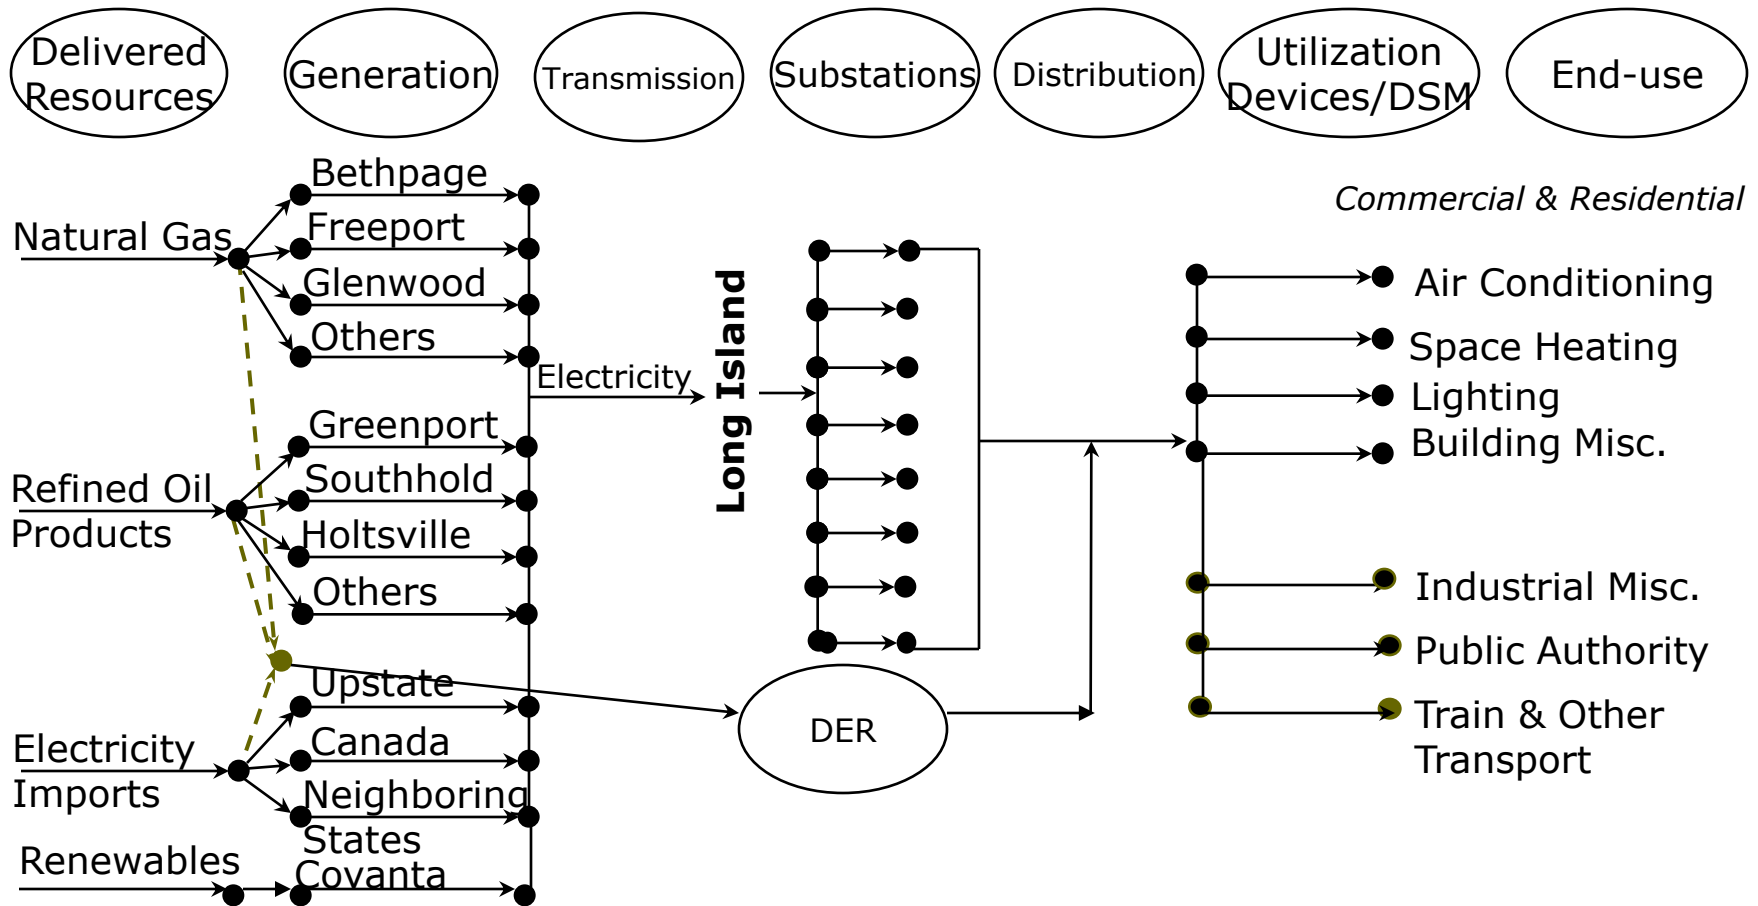 Delivered
Resources
Generation
Transmission
Substations
Distribution
Utilization
Devices/DSM
End-use
Commercial & Residential
Natural Gas
Bethpage
Freeport
Glenwood
Others
Refined Oil
Products
Greenport
Southhold
Holtsville
Others
Electricity
Imports
Upstate
Canada
Neighboring
States
Renewables
Covanta
Electricity
Long Island
DER
Air Conditioning
Space Heating
Lighting
Building Misc.
Industrial Misc.
Public Authority
Train & Other
Transport